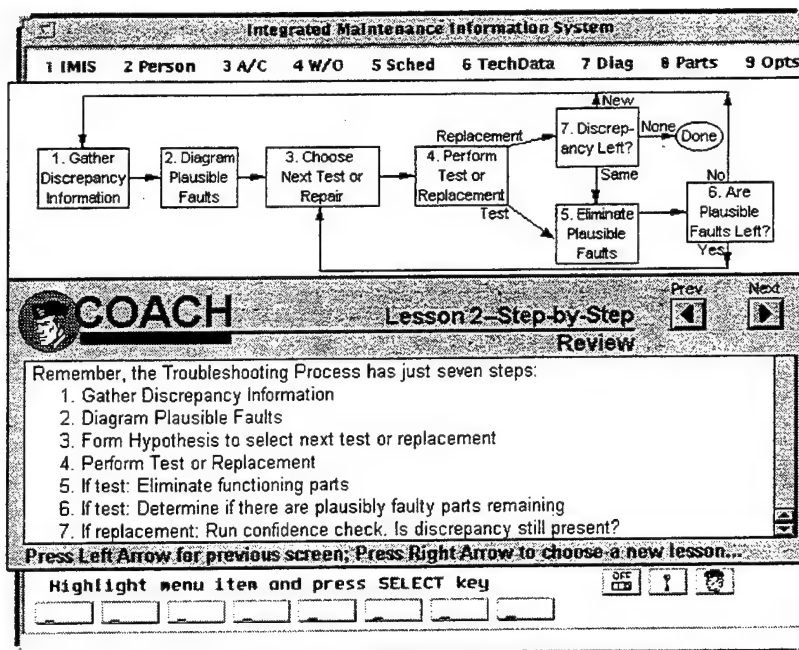 Integrated Maintenance Information System
1 IMIS 2 Person 3 A/C 4 W/O 5 Sched 6 TechData 7 Diag 8 Parts 9 Opts
1. Gather
Discrepancy
Information
2. Diagram
Plausible
Faults
3. Choose
Next Test or
Repair
4. Perform
Test or
Replacement
Replacement
Test
New
7. Discrep-
ancy Left?
None
Done
Same
5. Eliminate
Plausible
Faults
No
6. Are
Plausible
Faults Left?
Yes
COACH
Lesson 2–Step-by-Step
Review
Prev
Next
Remember, the Troubleshooting Process has just seven steps:
1. Gather Discrepancy Information
2. Diagram Plausible Faults
3. Form Hypothesis to select next test or replacement
4. Perform Test or Replacement
5. If test: Eliminate functioning parts
6. If test: Determine if there are plausibly faulty parts remaining
7. If replacement: Run confidence check. Is discrepancy still present?
Press Left Arrow for previous screen; Press Right Arrow to choose a new lesson...
Highlight menu item and press SELECT key
OFF